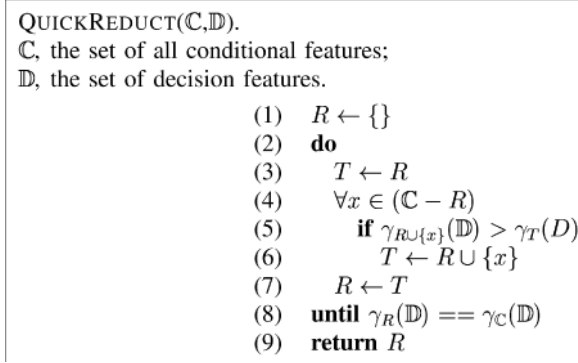 QUICKREDUCT(ℂ,𝔻).
ℂ, the set of all conditional features;
𝔻, the set of decision features.
(1) R ← {}
(2) do
(3) T ← R
(4) ∀x ∈ (ℂ − R)
(5) if γ_{R∪{x}}(𝔻) > γ_T(D)
(6) T ← R ∪ {x}
(7) R ← T
(8) until γ_R(𝔻) == γ_ℂ(𝔻)
(9) return R